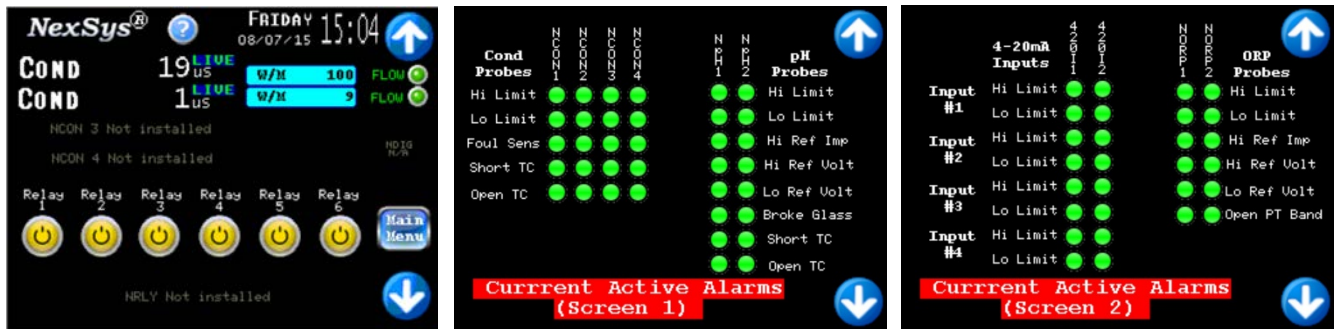 NexSys® ? FRIDAY 15:04
08/07/15
COND 19 LIVE uS W/M 100 FLOW
COND 1 LIVE uS W/M 9 FLOW
NCON 3 Not installed
NDIG
N/A
NCON 4 Not installed
Relay 1 Relay 2 Relay 3 Relay 4 Relay 5 Relay 6
Main
Menu
NRLY Not installed
Cond
Probes
NCON1 NCON2 NCON3 NCON4
NpH1 NpH2
pH
Probes
Hi Limit Hi Limit
Lo Limit Lo Limit
Foul Sens Hi Ref Imp
Short TC Hi Ref Volt
Open TC Lo Ref Volt
Broke Glass
Short TC
Open TC
Currrent Active Alarms
(Screen 1)
4-20mA
Inputs
420I1 420I2
NORP1 NORP2
ORP
Probes
Input
#1
Hi Limit Hi Limit
Lo Limit Lo Limit
Input
#2
Hi Limit Hi Ref Imp
Lo Limit Hi Ref Volt
Input
#3
Hi Limit Lo Ref Volt
Lo Limit Open PT Band
Input
#4
Hi Limit
Lo Limit
Currrent Active Alarms
(Screen 2)